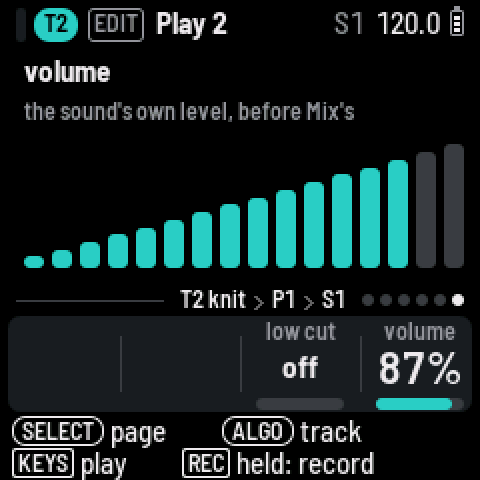 T2 EDIT Play 2 S1 120.0
volume
the sound's own level, before Mix's
T2 knit > P1 > S1
low cut volume
off 87%
SELECT page ALGO track
KEYS play REC held: record